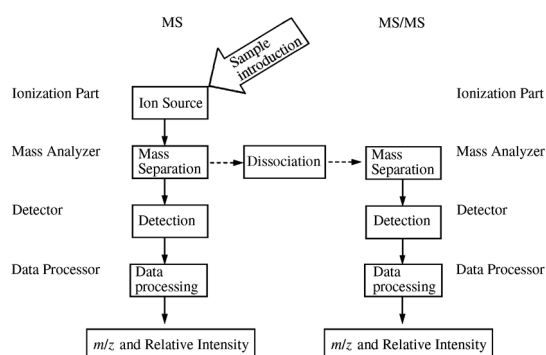 MS
MS/MS
Sample
introduction
Ionization Part
Ion Source
Ionization Part
Mass Analyzer
Mass
Separation
Dissociation
Mass
Separation
Mass Analyzer
Detector
Detection
Detection
Detector
Data Processor
Data
processing
Data
processing
Data Processor
m/z and Relative Intensity
m/z and Relative Intensity